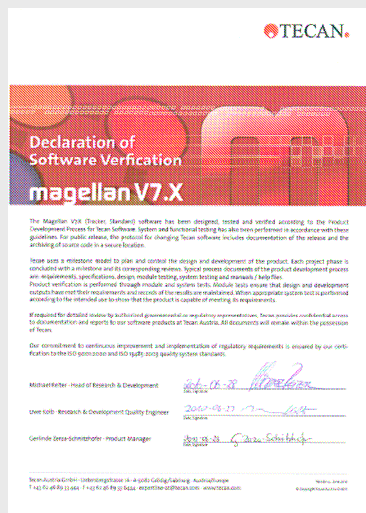 TECAN.
Declaration of
Software Verfication
magellan V7.X
The Magellan V7.X (Tracker, Standard) software has been designed, tested and verified according to the Product
Development Process for Tecan Software System and functional testing has also been performed in accordance with these
guidelines. For public release, the protocol for changing Tecan software includes documentation of the release and the
archiving of source code in a secure location.
Tecan uses a milestone model to plan and control the design and development of the product. Each project phase is
concluded with a milestone and its corresponding reviews. Typical process documents of the product development process
are: requirements, specifications, design, module testing, system testing and manuals / help files.
Product verification is performed through module and system tests. Module tests ensure that design and development
outputs have met their requirements and records of the results are maintained. When appropriate system test is performed
according to the intended use to show that the product is capable of meeting its requirements.
If required for detailed review by authorized governmental or regulatory representatives, Tecan provides confidential access
to documentation and reports for our software products at Tecan Austria. All documents will remain within the possession
of Tecan.
Our commitment to continuous improvement and implementation of regulatory requirements is ensured by our certi-
fication to the ISO 9001:2000 and ISO 13485:2003 quality system standards.
Michael Reiter - Head of Research & Development
Date, Signature
Uwe Kolb - Research & Development Quality Engineer
Date, Signature
Gerlinde Zerza-Schnitzhofer - Product Manager
Date, Signature
Tecan Austria GmbH - Untersbergstrasse 1A - A-5082 Grödig/Salzburg - Austria/Europe